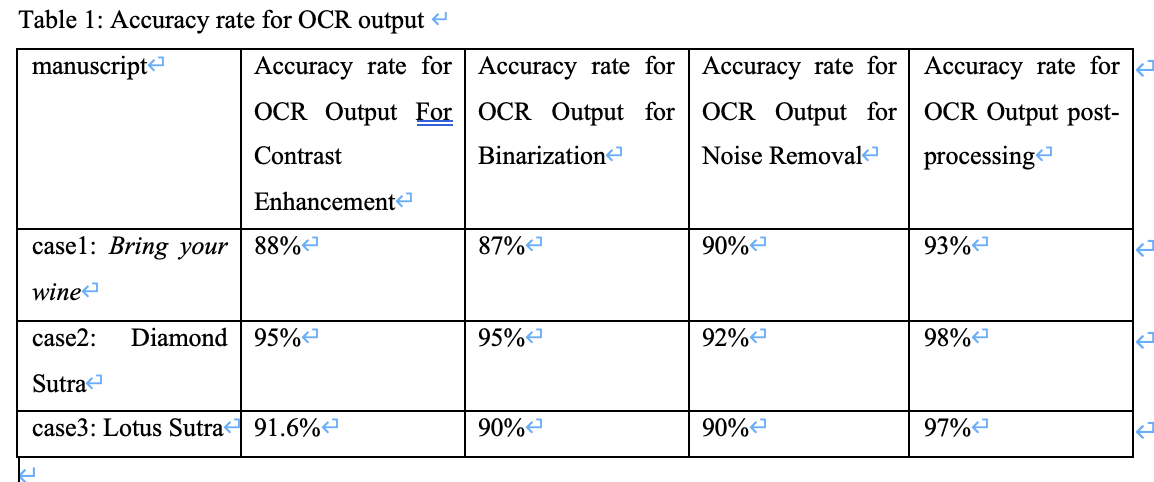 Table 1: Accuracy rate for OCR output
manuscript
Accuracy rate for
OCR Output For
Contrast
Enhancement
Accuracy rate for
OCR Output for
Binarization
Accuracy rate for
OCR Output for
Noise Removal
Accuracy rate for
OCR Output post-
processing
case1: Bring your
wine
88%
87%
90%
93%
case2: Diamond
Sutra
95%
95%
92%
98%
case3: Lotus Sutra
91.6%
90%
90%
97%